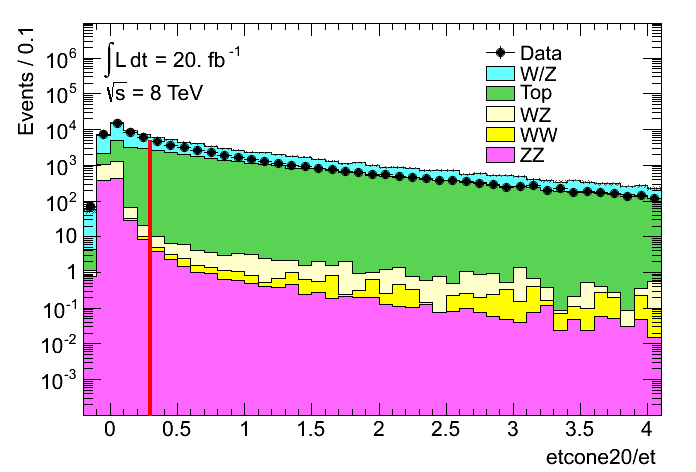 Events / 0.1
10⁶
10⁵
10⁴
10³
10²
10
1
10⁻¹
10⁻²
10⁻³
∫L dt = 20. fb⁻¹
√s = 8 TeV
Data
W/Z
Top
WZ
WW
ZZ
0 0.5 1 1.5 2 2.5 3 3.5 4
etcone20/et